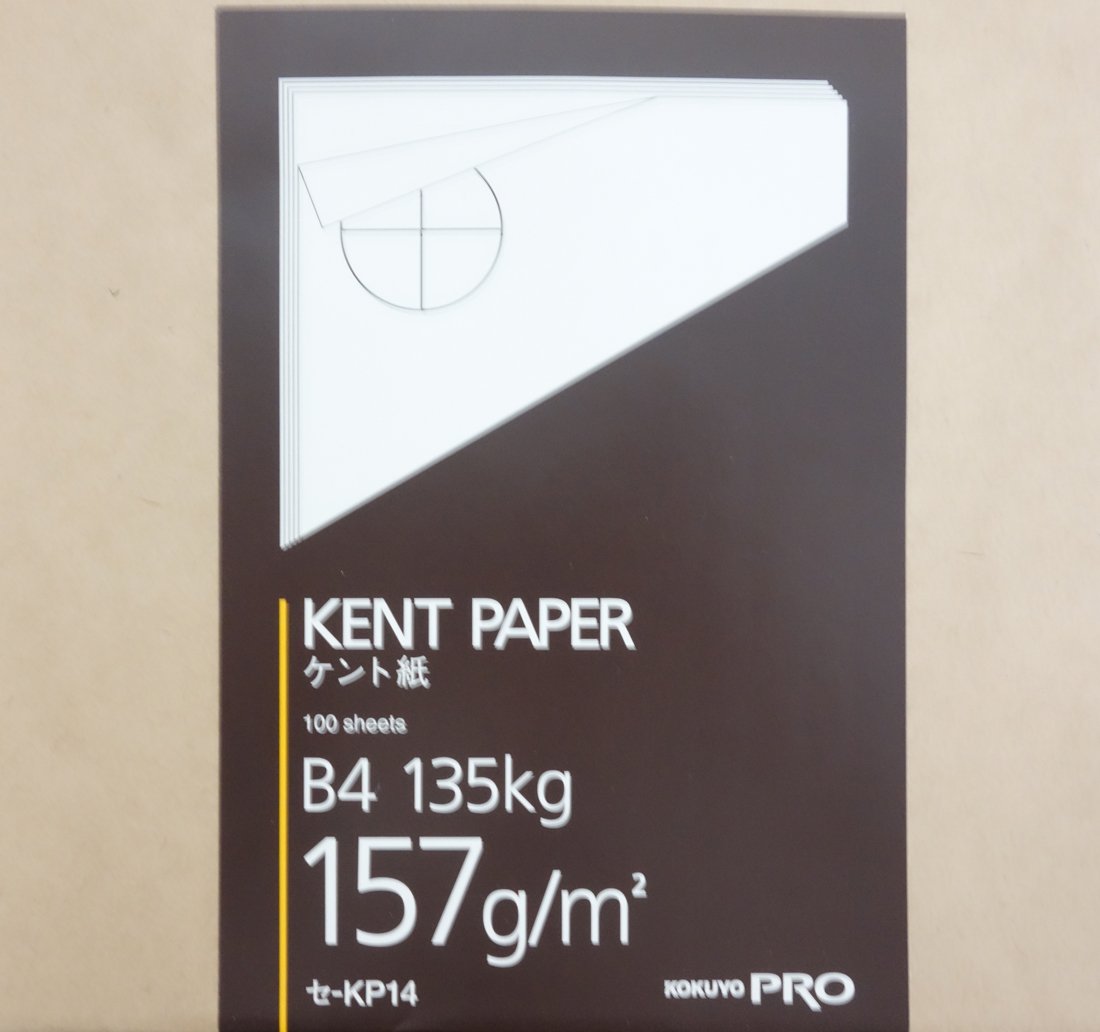 KENT PAPER
ケント紙
100 sheets
B4 135kg
157g/m²
セ-KP14
KOKUYO PRO